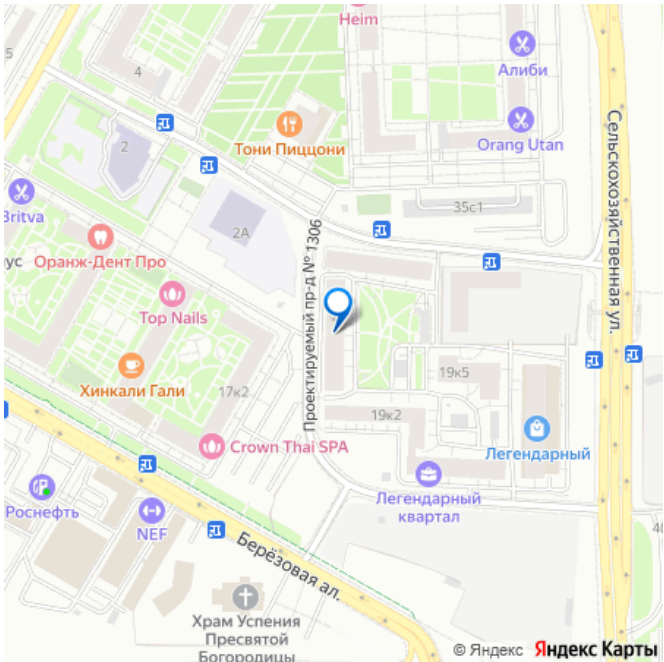 Heim
Алиби
4
Тони Пиццони
Orang Utan
2
Britva
35с1
2А
Оранж-Дент Про
ус
Top Nails
Проектируемый пр-д № 1306
Сельскохозяйственная ул.
Хинкали Гали
17к2
19к5
19к2
Crown Thai SPA
Легендарный
Легендарный
квартал
Роснефть
NEF
40
Берёзовая ал.
Храм Успения
Пресвятой
Богородицы
© Яндекс Яндекс Карты